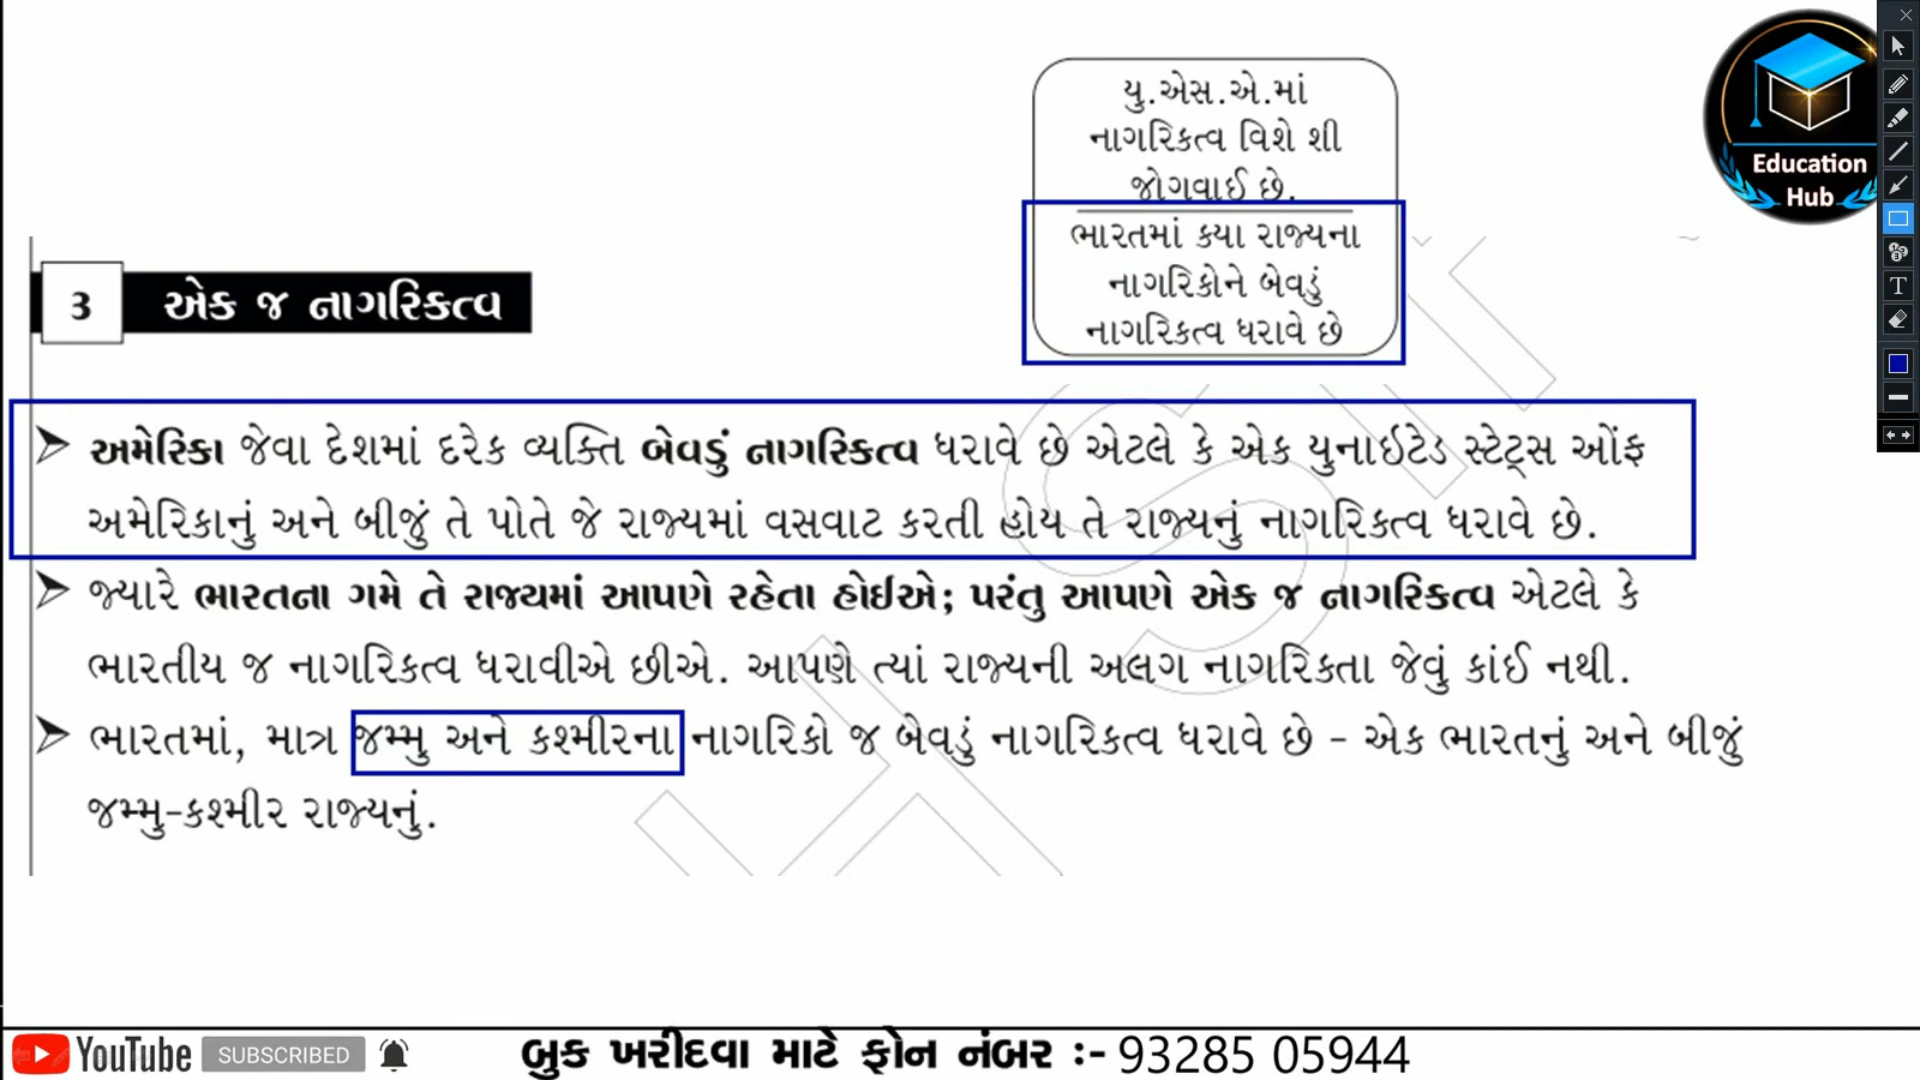 યુ.એસ.એ.માં
નાગરિકત્વ વિશે શી
જોગવાઈ છે.
ભારતમાં કયા રાજ્યના
નાગરિકોને બેવડું
નાગરિકત્વ ધરાવે છે
Education
Hub
3 એક જ નાગરિકત્વ
➤ અમેરિકા જેવા દેશમાં દરેક વ્યક્તિ બેવડું નાગરિકત્વ ધરાવે છે એટલે કે એક યુનાઇટેડ સ્ટેટ્સ ઓંફ
અમેરિકાનું અને બીજું તે પોતે જે રાજ્યમાં વસવાટ કરતી હોય તે રાજ્યનું નાગરિકત્વ ધરાવે છે.
➤ જ્યારે ભારતના ગમે તે રાજ્યમાં આપણે રહેતા હોઈએ; પરંતુ આપણે એક જ નાગરિકત્વ એટલે કે
ભારતીય જ નાગરિકત્વ ધરાવીએ છીએ. આપણે ત્યાં રાજ્યની અલગ નાગરિકતા જેવું કાંઈ નથી.
➤ ભારતમાં, માત્ર જમ્મુ અને કશ્મીરના નાગરિકો જ બેવડું નાગરિકત્વ ધરાવે છે - એક ભારતનું અને બીજું
જમ્મુ-કશ્મીર રાજ્યનું.
YouTube SUBSCRIBED બુક ખરીદવા માટે ફોન નંબર :- 93285 05944